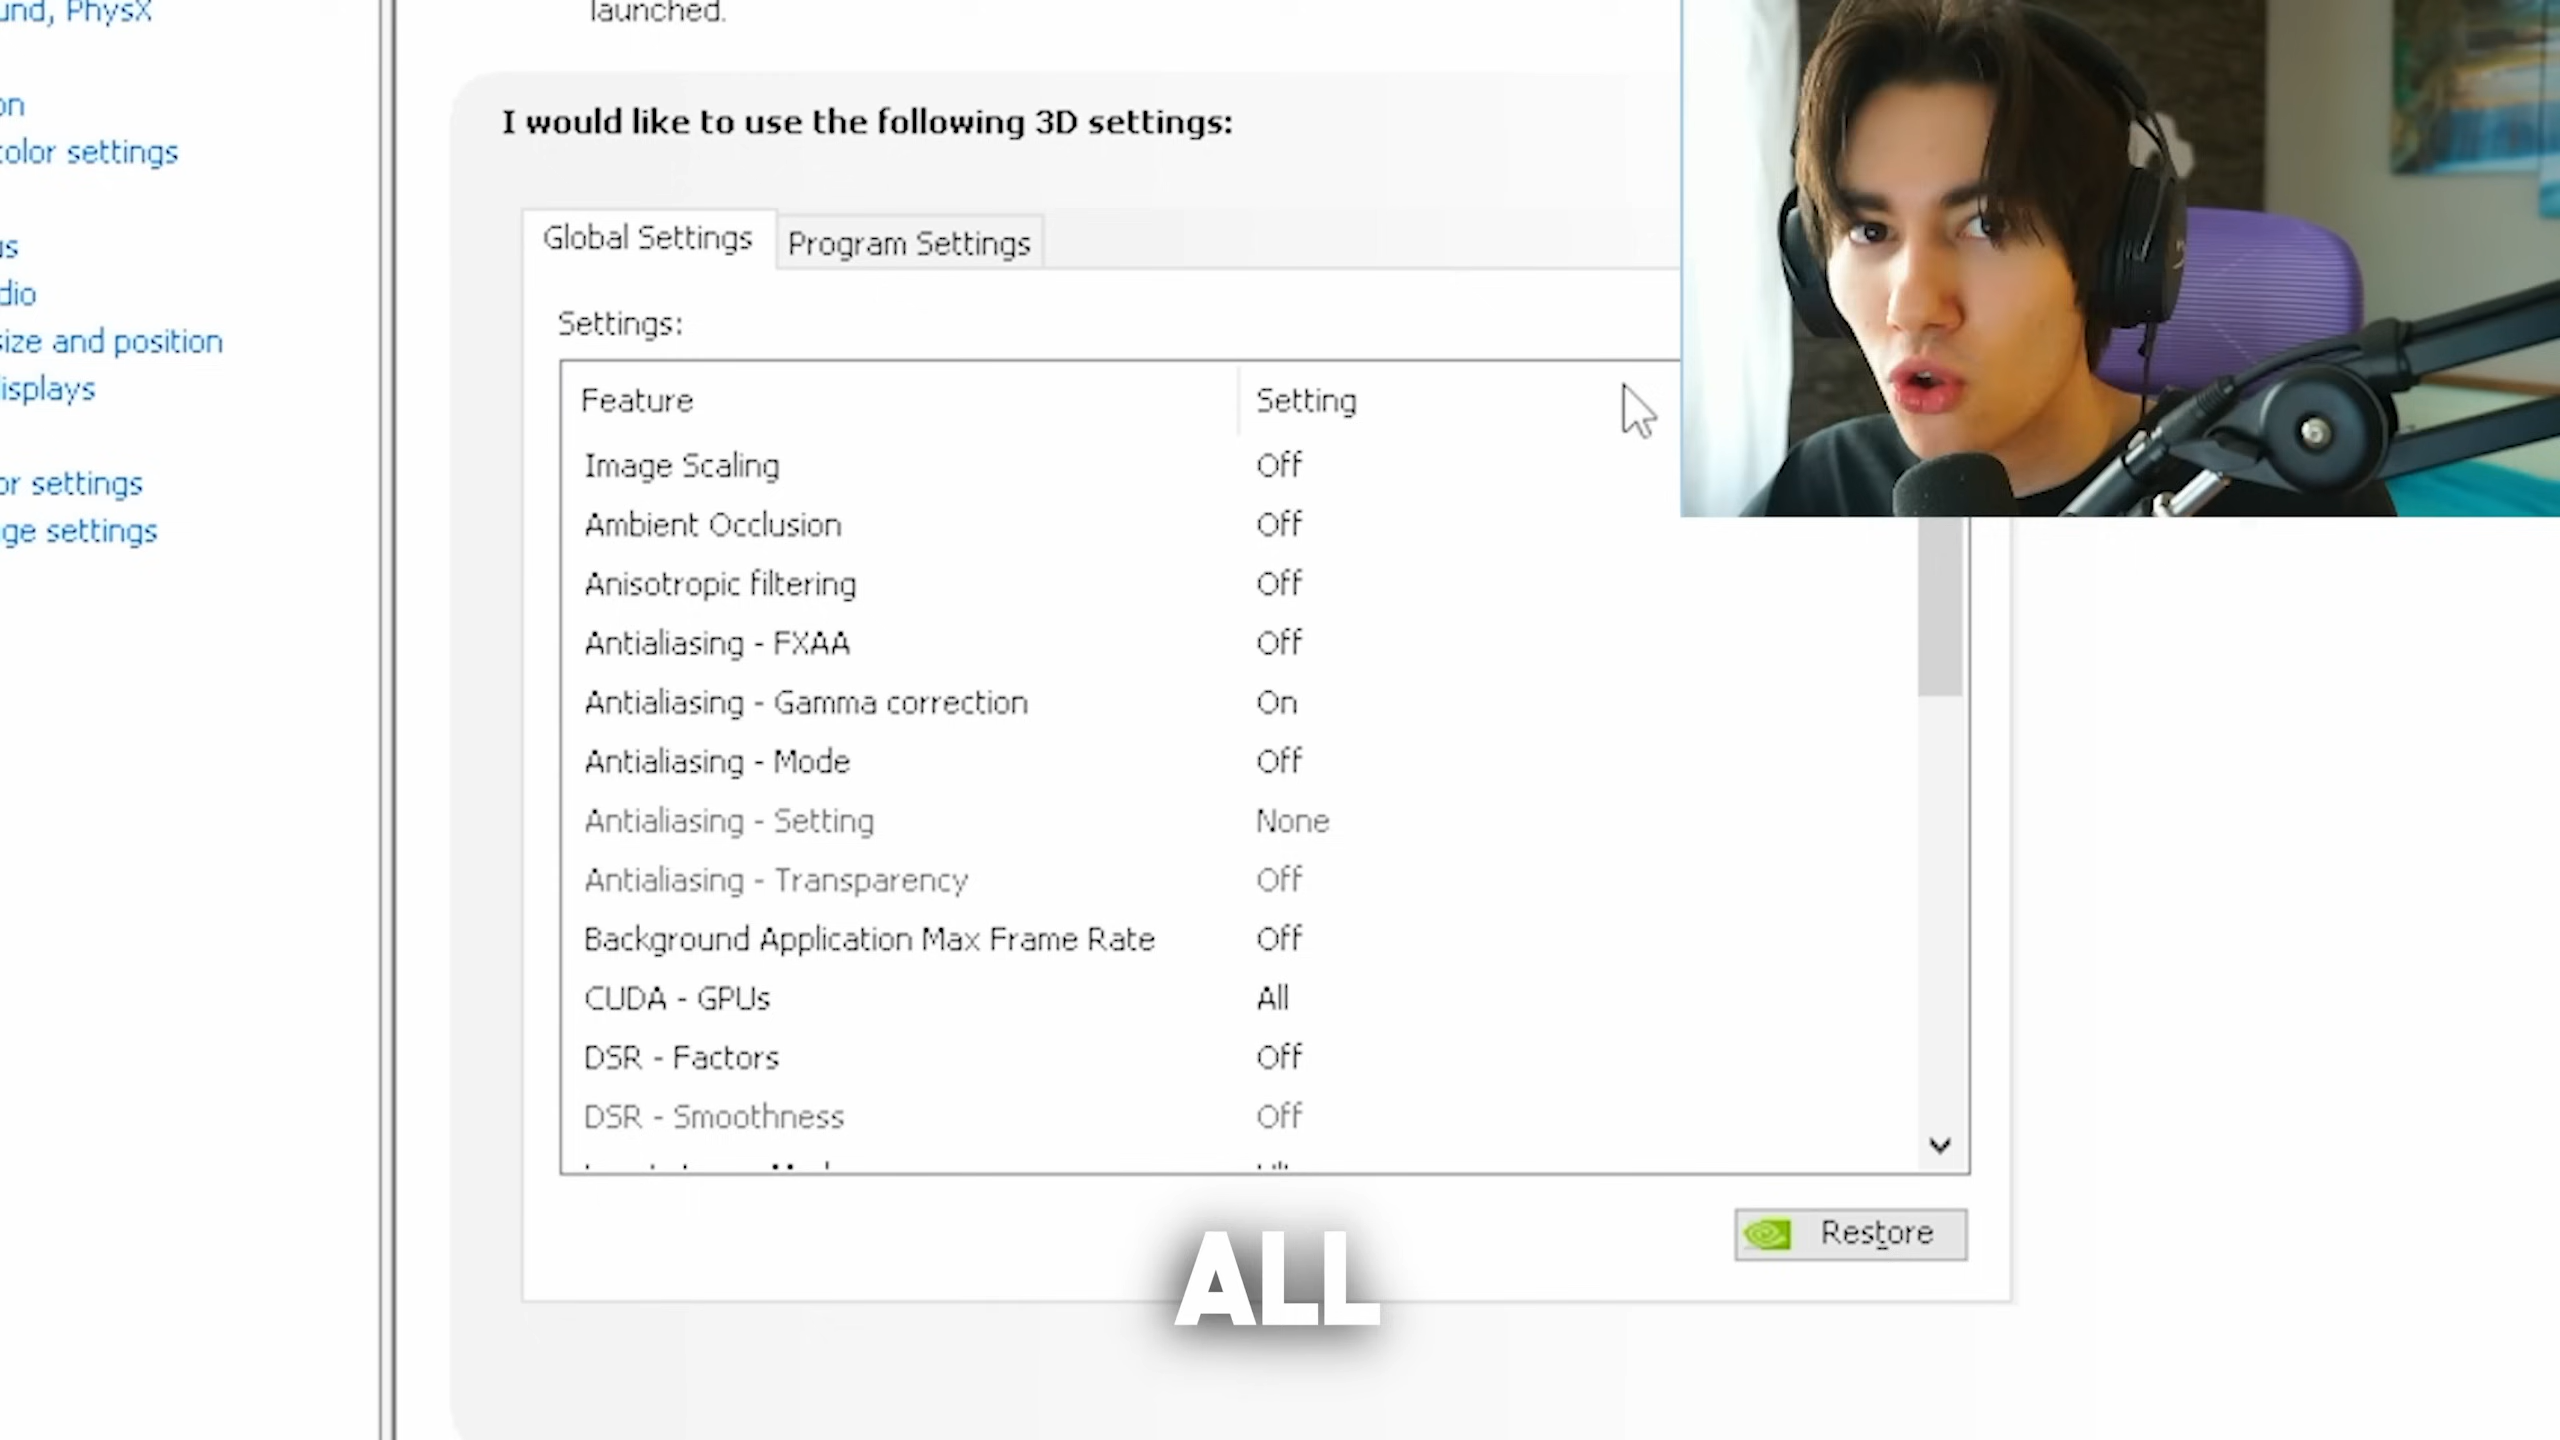 launched.
und, PhysX
on
color settings
us
dio
size and position
displays
or settings
ge settings
I would like to use the following 3D settings:
Global Settings
Program Settings
Settings:
Feature Setting
Image Scaling Off
Ambient Occlusion Off
Anisotropic filtering Off
Antialiasing - FXAA Off
Antialiasing - Gamma correction On
Antialiasing - Mode Off
Antialiasing - Setting None
Antialiasing - Transparency Off
Background Application Max Frame Rate Off
CUDA - GPUs All
DSR - Factors Off
DSR - Smoothness Off
Restore
ALL